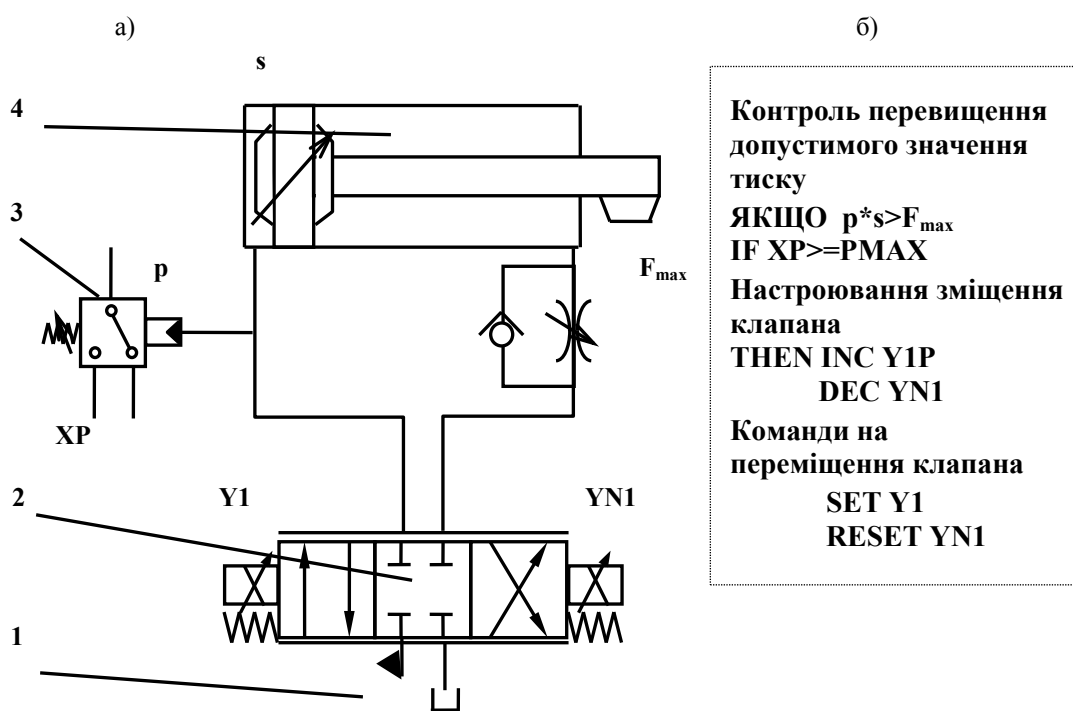 а)
б)
s
4
3
p
F max
XP
Y1
YN1
2
1
Контроль перевищення
допустимого значення
тиску
ЯКЩО p*s>Fmax
IF XP>=PMAX
Настроювання зміщення
клапана
THEN INC Y1P
DEC YN1
Команди на
переміщення клапана
SET Y1
RESET YN1